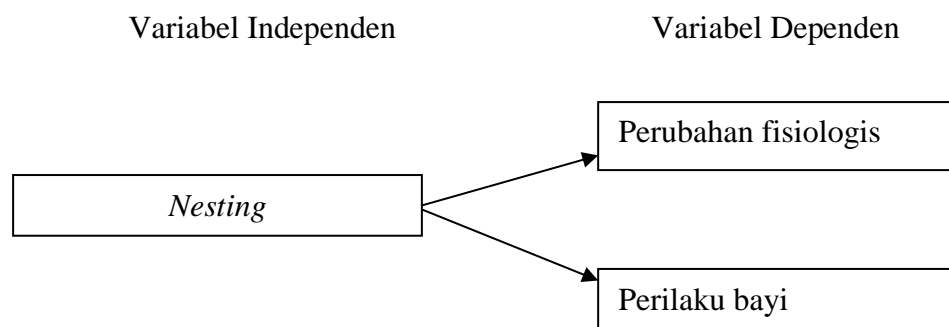 Variabel Independen
Variabel Dependen
Perubahan fisiologis
Nesting
Perilaku bayi